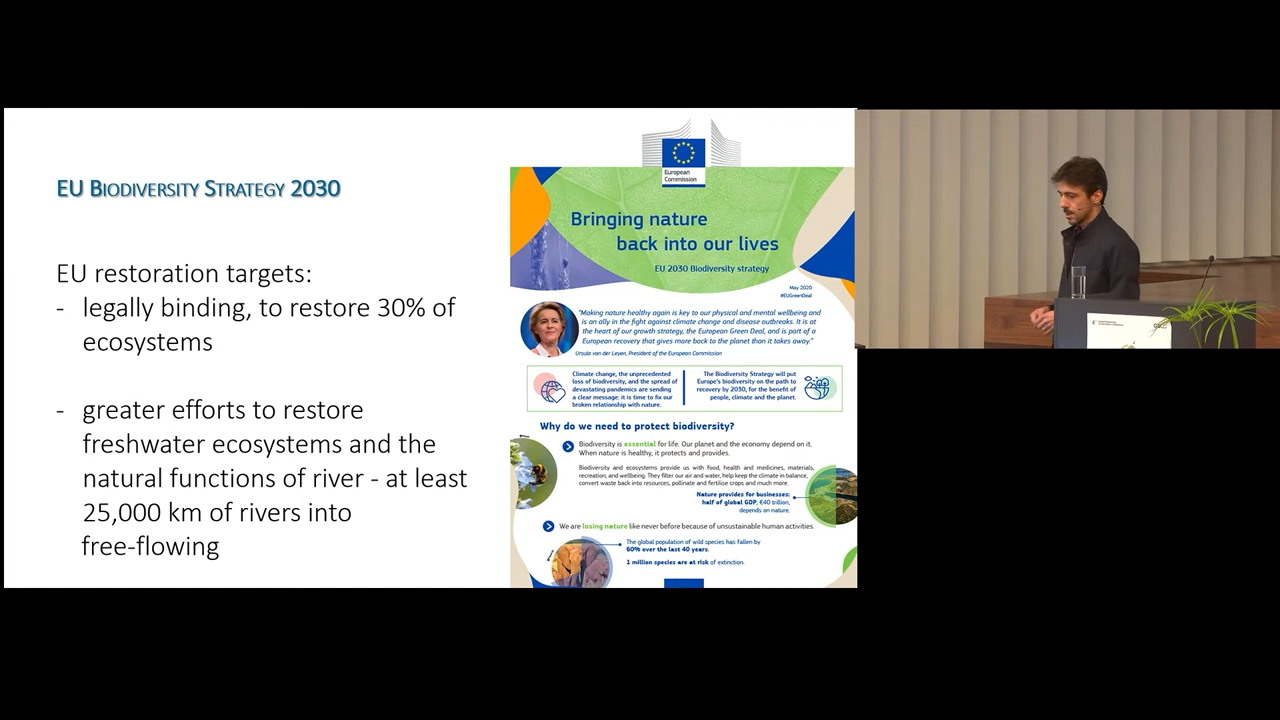 EU BIODIVERSITY STRATEGY 2030
EU restoration targets:
- legally binding, to restore 30% of
ecosystems
- greater efforts to restore
freshwater ecosystems and the
natural functions of river - at least
25,000 km of rivers into
free-flowing
European
Commission
Bringing nature
back into our lives
EU 2030 Biodiversity strategy
May 2020
#EUGreenDeal
"Making nature healthy again is key to our physical and mental wellbeing and
is an ally in the fight against climate change and disease outbreaks. It is at
the heart of our growth strategy, the European Green Deal, and is part of a
European recovery that gives more back to the planet than it takes away."
Ursula von der Leyen, President of the European Commission
Climate change, the unprecedented
loss of biodiversity, and the spread of
devastating pandemics are sending
a clear message: it is time to fix our
broken relationship with nature.
The Biodiversity Strategy will put
Europe's biodiversity on the path to
recovery by 2030, for the benefit of
people, climate and the planet.
Why do we need to protect biodiversity?
Biodiversity is essential for life. Our planet and the economy depend on it.
When nature is healthy, it protects and provides.
Biodiversity and ecosystems provide us with food, health and medicines, materials,
recreation, and wellbeing. They filter our air and water, help keep the climate in balance,
convert waste back into resources, pollinate and fertilise crops and much more.
Nature provides for businesses:
half of global GDP, €40 trillion,
depends on nature.
We are losing nature like never before because of unsustainable human activities.
The global population of wild species has fallen by
60% over the last 40 years.
1 million species are at risk of extinction.